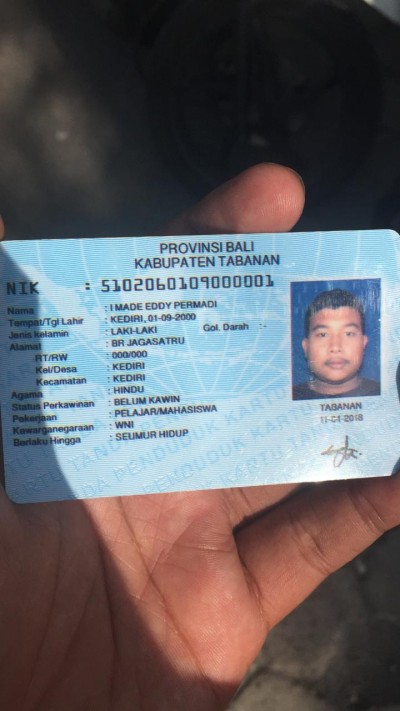 PROVINSI BALI
KABUPATEN TABANAN
NIK : 5102060109000001
Nama : I MADE EDDY PERMADI
Tempat/Tgl Lahir : KEDIRI, 01-09-2000
Jenis kelamin : LAKI-LAKI Gol. Darah :-
Alamat : BR JAGASATRU
RT/RW : 000/000
Kel/Desa : KEDIRI
Kecamatan : KEDIRI
Agama : HINDU
Status Perkawinan : BELUM KAWIN
Pekerjaan : PELAJAR/MAHASISWA
Kewarganegaraan : WNI
Berlaku Hingga : SEUMUR HIDUP
TABANAN
11-01-2018